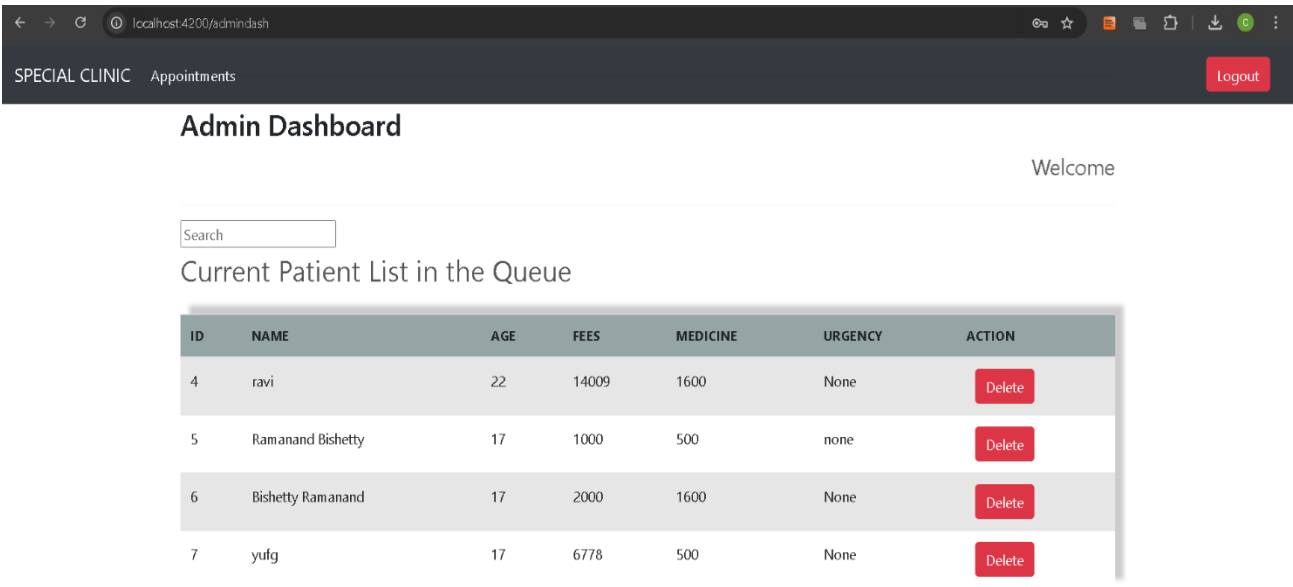 localhost:4200/admindash
C
SPECIAL CLINIC Appointments Logout
Admin Dashboard
Welcome
Search
Current Patient List in the Queue
ID NAME AGE FEES MEDICINE URGENCY ACTION
4 ravi 22 14009 1600 None Delete
5 Ramanand Bishetty 17 1000 500 none Delete
6 Bishetty Ramanand 17 2000 1600 None Delete
7 yufg 17 6778 500 None Delete